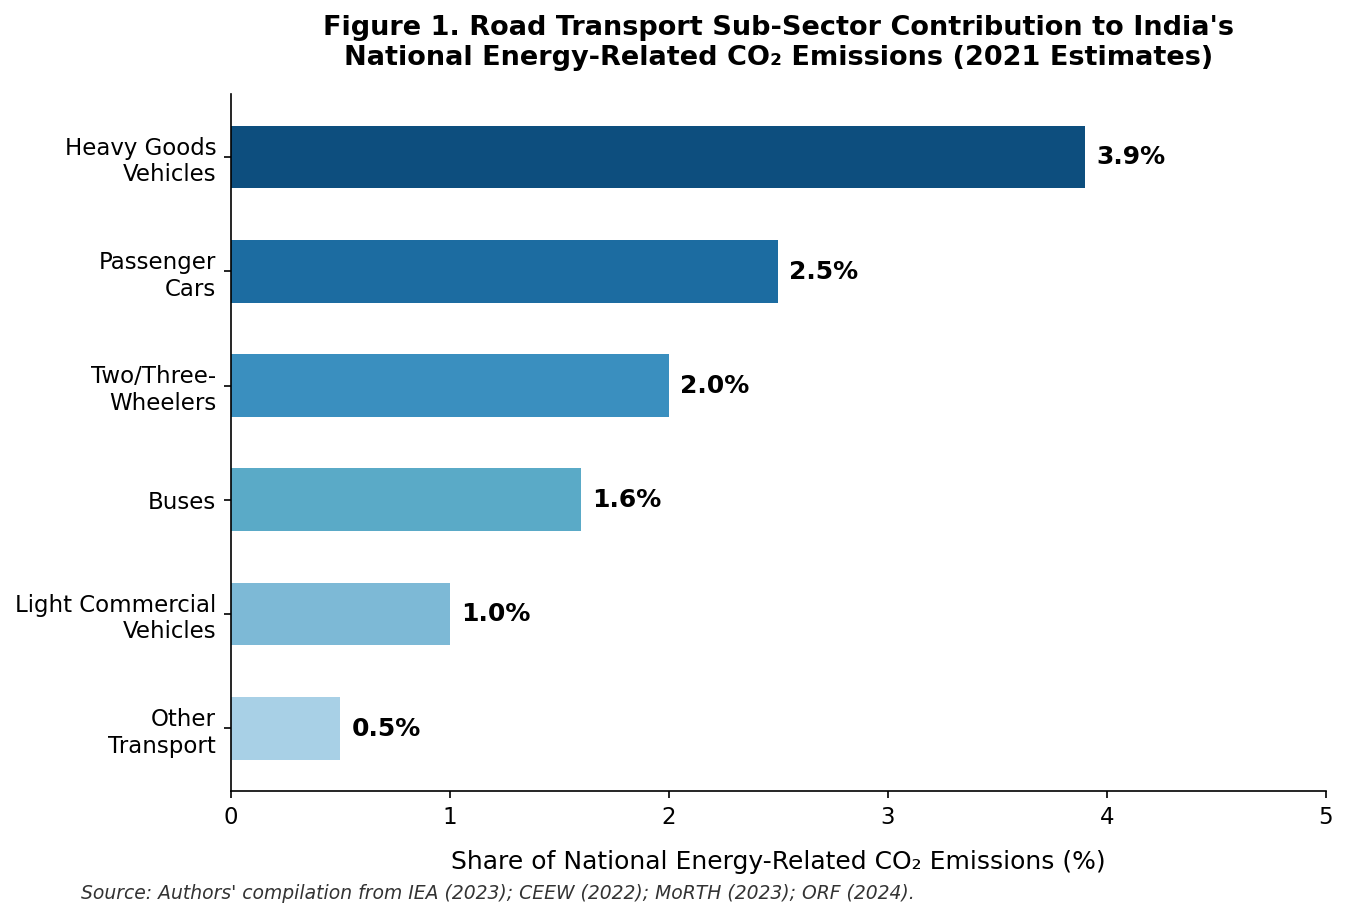 Figure 1. Road Transport Sub-Sector Contribution to India's
National Energy-Related CO₂ Emissions (2021 Estimates)
Heavy Goods
Vehicles
3.9%
Passenger
Cars
2.5%
Two/Three-
Wheelers
2.0%
Buses
1.6%
Light Commercial
Vehicles
1.0%
Other
Transport
0.5%
0 1 2 3 4 5
Share of National Energy-Related CO₂ Emissions (%)
Source: Authors' compilation from IEA (2023); CEEW (2022); MoRTH (2023); ORF (2024).